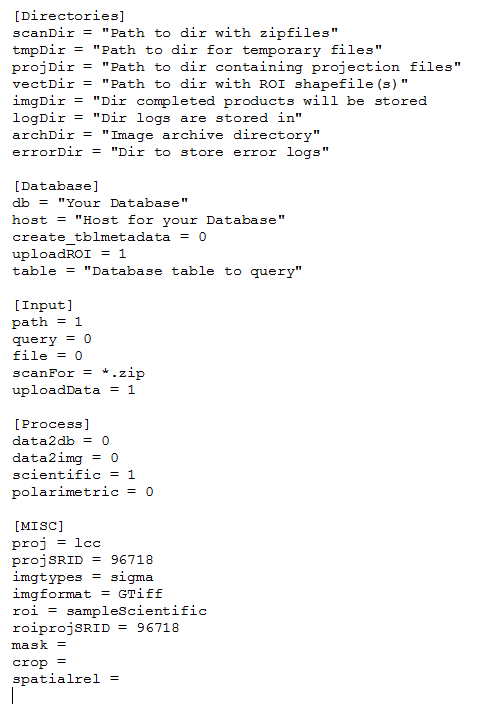 [Directories]
scanDir = "Path to dir with zipfiles"
tmpDir = "Path to dir for temporary files"
projDir = "Path to dir containing projection files"
vectDir = "Path to dir with ROI shapefile(s)"
imgDir = "Dir completed products will be stored
logDir = "Dir logs are stored in"
archDir = "Image archive directory"
errorDir = "Dir to store error logs"

[Database]
db = "Your Database"
host = "Host for your Database"
create_tblmetadata = 0
uploadROI = 1
table = "Database table to query"

[Input]
path = 1
query = 0
file = 0
scanFor = *.zip
uploadData = 1

[Process]
data2db = 0
data2img = 0
scientific = 1
polarimetric = 0

[MISC]
proj = lcc
projSRID = 96718
imgtypes = sigma
imgformat = GTiff
roi = sampleScientific
roiprojSRID = 96718
mask =
crop =
spatialrel =